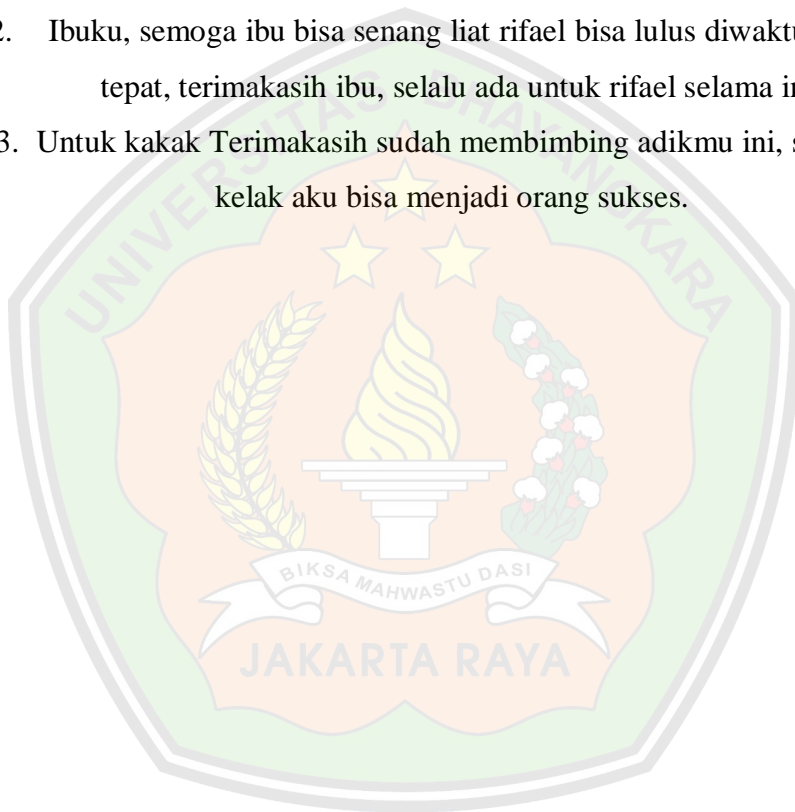 2. Ibuku, semoga ibu bisa senang liat rifael bisa lulus diwaktu
tepat, terimakasih ibu, selalu ada untuk rifael selama
3. Untuk kakak Terimakasih sudah membimbing adikmu ini,
kelak aku bisa menjadi orang sukses.
UNIVERSITAS BHAYANGKARA
BIKSA MAHWASTU DASI
JAKARTA RAYA